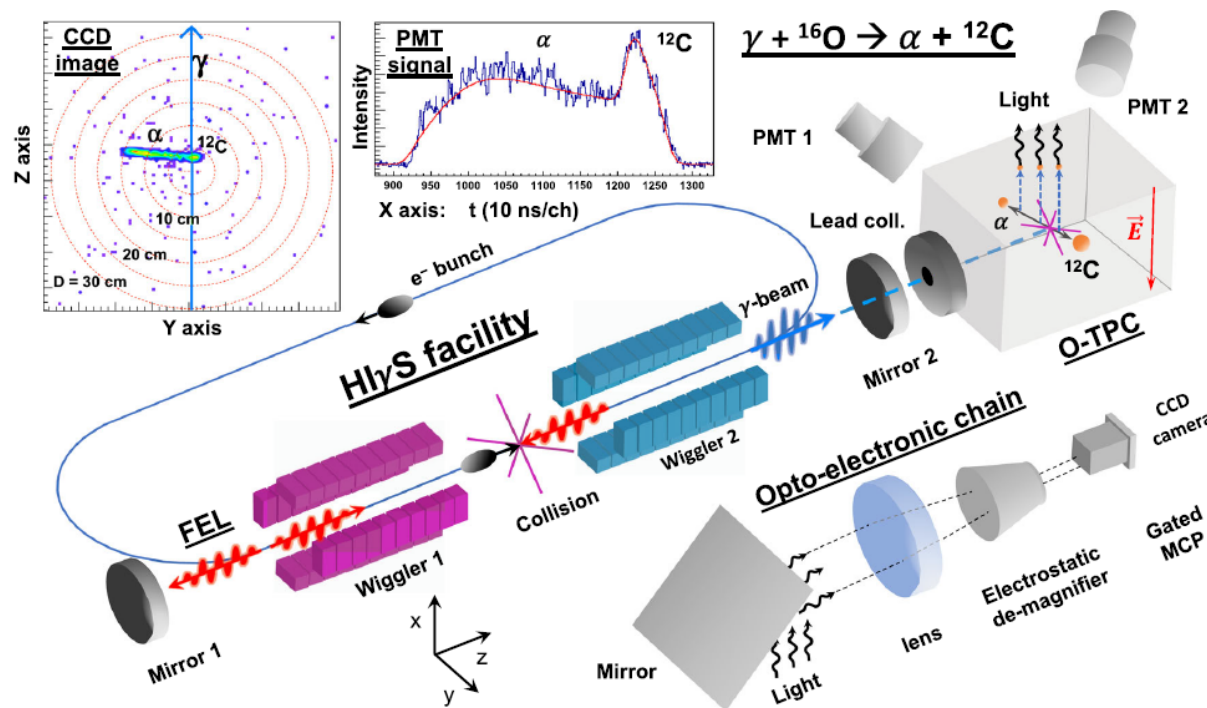 CCD
image
γ
α
¹²C
10 cm
20 cm
D = 30 cm
Z axis
Y axis
PMT
signal
α
¹²C
Intensity
900 950 1000 1050 1100 1150 1200 1250 1300
X axis: t (10 ns/ch)
γ + ¹⁶O → α + ¹²C
PMT 1
Light
PMT 2
Lead coll.
α
¹²C
E
O-TPC
e⁻ bunch
HIγS facility
γ-beam
Mirror 2
Wiggler 2
Collision
FEL
Wiggler 1
Mirror 1
x
z
y
Opto-electronic chain
CCD
camera
Gated
MCP
Electrostatic
de-magnifier
lens
Mirror
Light